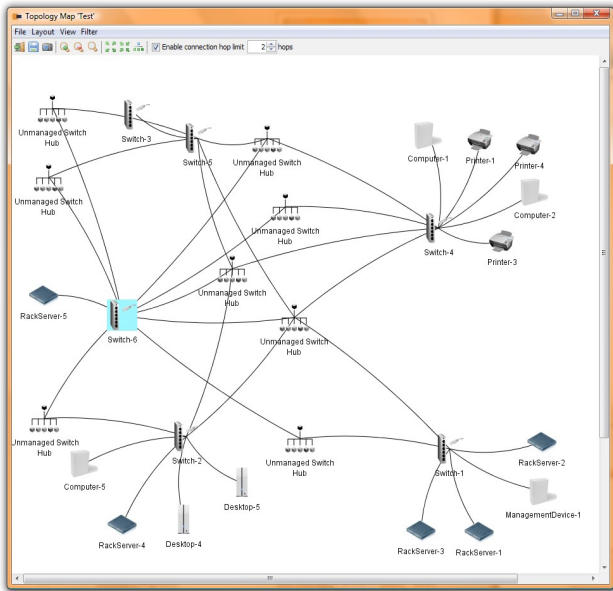 Topology Map 'Test'
File Layout View Filter
Enable connection hop limit 2 hops
Unmanaged Switch
Hub
Switch-3
Switch-5
Unmanaged Switch
Hub
Computer-1
Printer-1
Printer-4
Unmanaged Switch
Hub
Computer-2
Unmanaged Switch
Hub
Switch-4
Printer-3
Unmanaged Switch
Hub
RackServer-5
Switch-6
Unmanaged Switch
Hub
Unmanaged Switch
Hub
Switch-2
Unmanaged Switch
Hub
Switch-1
RackServer-2
Computer-5
Desktop-5
ManagementDevice-1
RackServer-4
Desktop-4
RackServer-3
RackServer-1